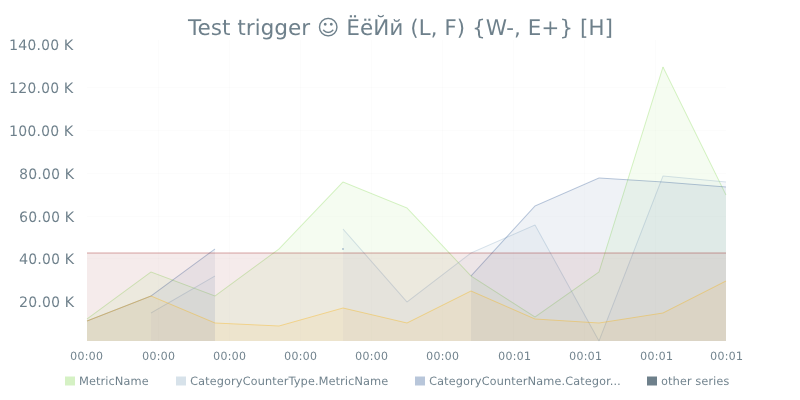 Test trigger ☺ ЁёЙй (L, F) {W-, E+} [H]
140.00 K
120.00 K
100.00 K
80.00 K
60.00 K
40.00 K
20.00 K
00:00 00:00 00:00 00:00 00:00 00:00 00:01 00:01 00:01 00:01
MetricName CategoryCounterType.MetricName CategoryCounterName.Categor... other series